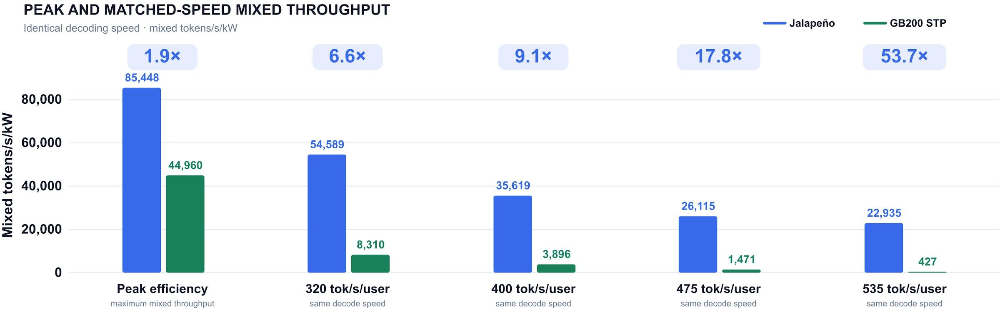 PEAK AND MATCHED-SPEED MIXED THROUGHPUT
Identical decoding speed · mixed tokens/s/kW
Jalapeño
GB200 STP
1.9×
6.6×
9.1×
17.8×
53.7×
Mixed tokens/s/kW
80,000
60,000
40,000
20,000
0
85,448
44,960
54,589
8,310
35,619
3,896
26,115
1,471
22,935
427
Peak efficiency
maximum mixed throughput
320 tok/s/user
same decode speed
400 tok/s/user
same decode speed
475 tok/s/user
same decode speed
535 tok/s/user
same decode speed